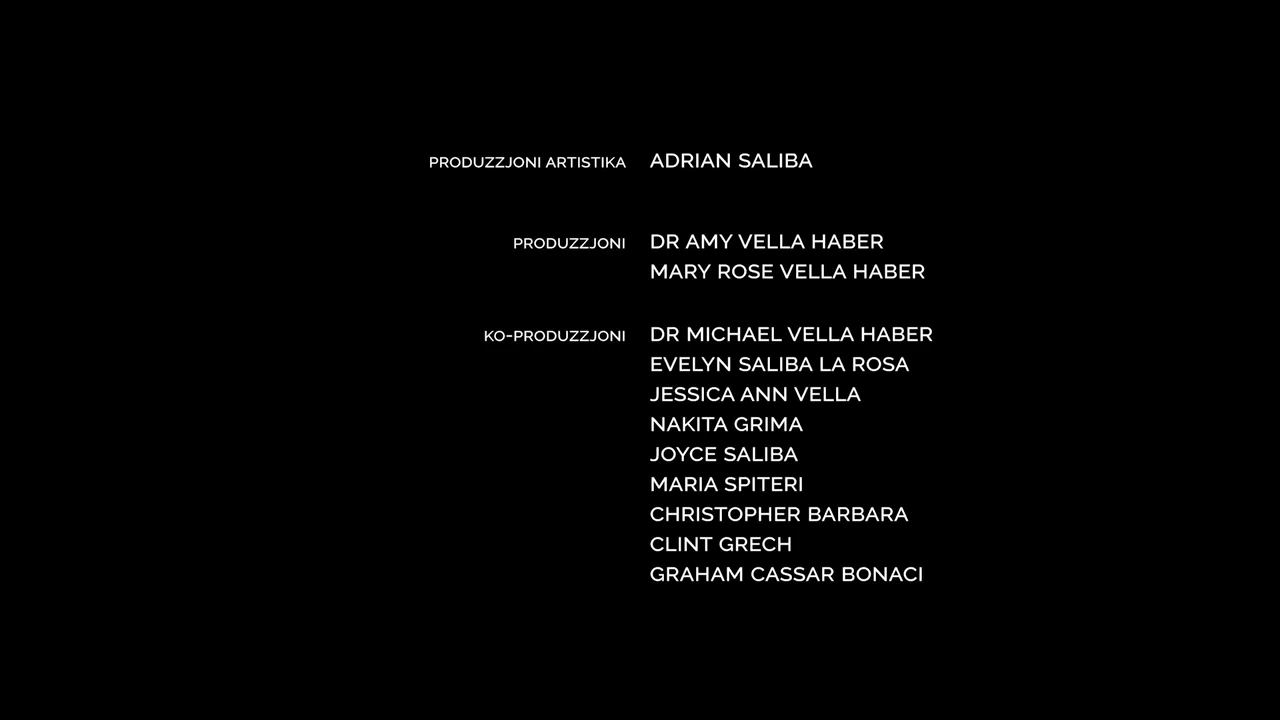 PRODUZZJONI ARTISTIKA ADRIAN SALIBA
PRODUZZJONI DR AMY VELLA HABER
MARY ROSE VELLA HABER
KO-PRODUZZJONI DR MICHAEL VELLA HABER
EVELYN SALIBA LA ROSA
JESSICA ANN VELLA
NAKITA GRIMA
JOYCE SALIBA
MARIA SPITERI
CHRISTOPHER BARBARA
CLINT GRECH
GRAHAM CASSAR BONACI